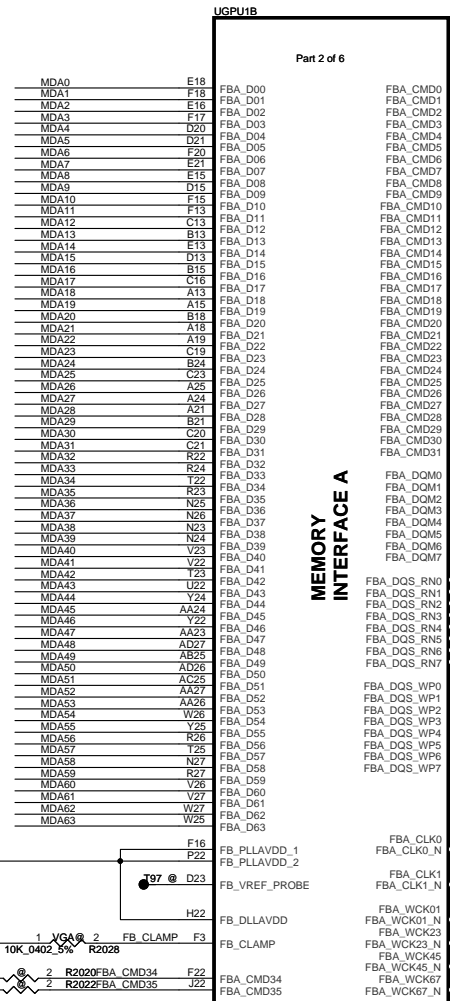 UGPU1B
Part 2 of 6
MDA0 E18 FBA_D00 FBA_CMD0
MDA1 F18 FBA_D01 FBA_CMD1
MDA2 E16 FBA_D02 FBA_CMD2
MDA3 F17 FBA_D03 FBA_CMD3
MDA4 D20 FBA_D04 FBA_CMD4
MDA5 D21 FBA_D05 FBA_CMD5
MDA6 F20 FBA_D06 FBA_CMD6
MDA7 E21 FBA_D07 FBA_CMD7
MDA8 E15 FBA_D08 FBA_CMD8
MDA9 D15 FBA_D09 FBA_CMD9
MDA10 F15 FBA_D10 FBA_CMD10
MDA11 F13 FBA_D11 FBA_CMD11
MDA12 C13 FBA_D12 FBA_CMD12
MDA13 B13 FBA_D13 FBA_CMD13
MDA14 E13 FBA_D14 FBA_CMD14
MDA15 D13 FBA_D15 FBA_CMD15
MDA16 B15 FBA_D16 FBA_CMD16
MDA17 C16 FBA_D17 FBA_CMD17
MDA18 A13 FBA_D18 FBA_CMD18
MDA19 A15 FBA_D19 FBA_CMD19
MDA20 B18 FBA_D20 FBA_CMD20
MDA21 A18 FBA_D21 FBA_CMD21
MDA22 A19 FBA_D22 FBA_CMD22
MDA23 C19 FBA_D23 FBA_CMD23
MDA24 B24 FBA_D24 FBA_CMD24
MDA25 C23 FBA_D25 FBA_CMD25
MDA26 A25 FBA_D26 FBA_CMD26
MDA27 A24 FBA_D27 FBA_CMD27
MDA28 A21 FBA_D28 FBA_CMD28
MDA29 B21 FBA_D29 FBA_CMD29
MDA30 C20 FBA_D30 FBA_CMD30
MDA31 C21 FBA_D31 FBA_CMD31
MDA32 R22 FBA_D32
MDA33 R24 FBA_D33 FBA_DQM0
MDA34 T22 FBA_D34 FBA_DQM1
MDA35 R23 FBA_D35 FBA_DQM2
MDA36 N25 FBA_D36 FBA_DQM3
MDA37 N26 FBA_D37 FBA_DQM4
MDA38 N23 FBA_D38 FBA_DQM5
MDA39 N24 FBA_D39 FBA_DQM6
MDA40 V23 FBA_D40 FBA_DQM7
MDA41 V22 FBA_D41
MDA42 T23 FBA_D42 FBA_DQS_RN0
MDA43 U22 FBA_D43 FBA_DQS_RN1
MDA44 Y24 FBA_D44 FBA_DQS_RN2
MDA45 AA24 FBA_D45 FBA_DQS_RN3
MDA46 Y22 FBA_D46 FBA_DQS_RN4
MDA47 AA23 FBA_D47 FBA_DQS_RN5
MDA48 AD27 FBA_D48 FBA_DQS_RN6
MDA49 AB25 FBA_D49 FBA_DQS_RN7
MDA50 AD26 FBA_D50
MDA51 AC25 FBA_D51 FBA_DQS_WP0
MDA52 AA27 FBA_D52 FBA_DQS_WP1
MDA53 AA26 FBA_D53 FBA_DQS_WP2
MDA54 W26 FBA_D54 FBA_DQS_WP3
MDA55 Y25 FBA_D55 FBA_DQS_WP4
MDA56 R26 FBA_D56 FBA_DQS_WP5
MDA57 T25 FBA_D57 FBA_DQS_WP6
MDA58 N27 FBA_D58 FBA_DQS_WP7
MDA59 R27 FBA_D59
MDA60 V26 FBA_D60
MDA61 V27 FBA_D61
MDA62 W27 FBA_D62
MDA63 W25 FBA_D63
MEMORY
INTERFACE A
FBA_CLK0
F16 FB_PLLAVDD_1 FBA_CLK0_N
P22 FB_PLLAVDD_2
FBA_CLK1
T97 @ D23 FB_VREF_PROBE FBA_CLK1_N
FBA_WCK01
H22 FB_DLLAVDD FBA_WCK01_N
FBA_WCK23
1 VGA@ 2 FB_CLAMP F3 FB_CLAMP FBA_WCK23_N
10K_0402_5% R2028
FBA_WCK45
FBA_WCK45_N
@ 2 R2020 FBA_CMD34 F22 FBA_CMD34 FBA_WCK67
@ 2 R2022 FBA_CMD35 J22 FBA_CMD35 FBA_WCK67_N